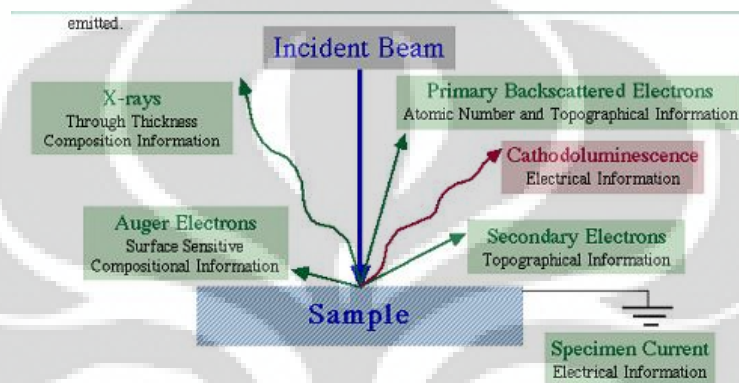 emitted.
Incident Beam
X-rays
Through Thickness
Composition Information
Primary Backscattered Electrons
Atomic Number and Topographical Information
Cathodoluminescence
Electrical Information
Auger Electrons
Surface Sensitive
Compositional Information
Secondary Electrons
Topographical Information
Sample
Specimen Current
Electrical Information